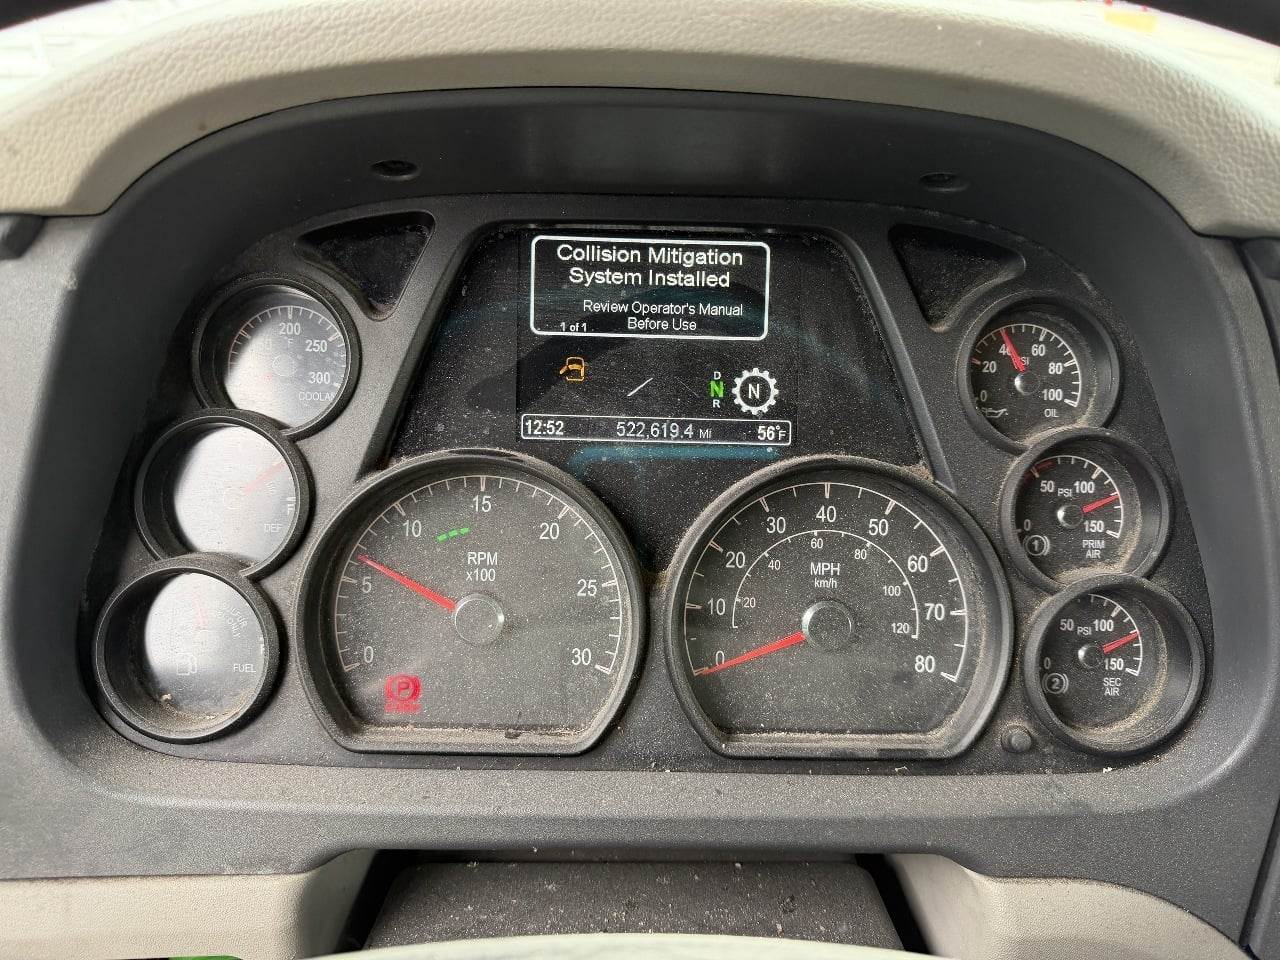 Collision Mitigation
System Installed
Review Operator's Manual
1 of 1 Before Use
D
N
R
N
12:52 522,619.4 Mi 56°F
200
°F
250
300
COOLANT
F
DEF
FUEL
0 5 10 15 20 25 30
RPM
x100
P
0 10 20 30 40 50 60 70 80
MPH
km/h
20 40 60 80 100 120
0 20 40 60 80 100
PSI
OIL
0 50 100 150
PSI
1
PRIM
AIR
0 50 100 150
PSI
2
SEC
AIR